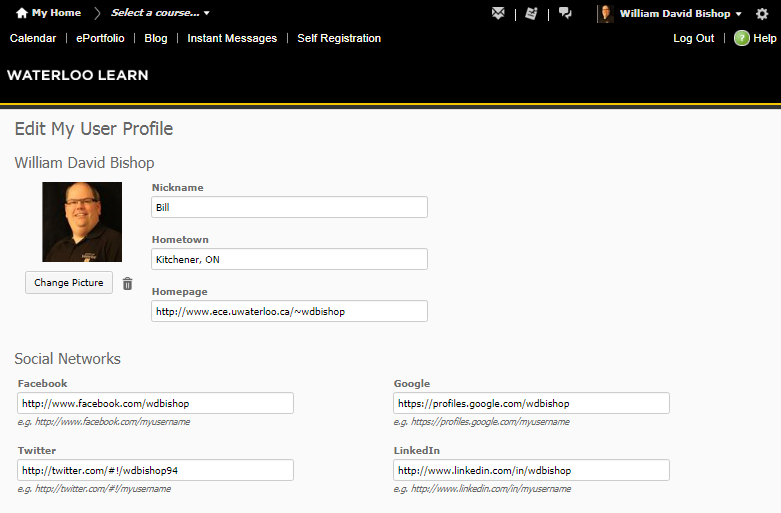 My Home Select a course... William David Bishop
Calendar | ePortfolio | Blog | Instant Messages | Self Registration Log Out | ? Help
WATERLOO LEARN
Edit My User Profile
William David Bishop
Nickname
Bill
Hometown
Kitchener, ON
Change Picture
Homepage
http://www.ece.uwaterloo.ca/~wdbishop
Social Networks
Facebook
http://www.facebook.com/wdbishop
e.g. http://www.facebook.com/myusername
Google
https://profiles.google.com/wdbishop
e.g. https://profiles.google.com/myusername
Twitter
http://twitter.com/#!/wdbishop94
e.g. http://twitter.com/#!/myusername
LinkedIn
http://www.linkedin.com/in/wdbishop
e.g. http://www.linkedin.com/in/myusername